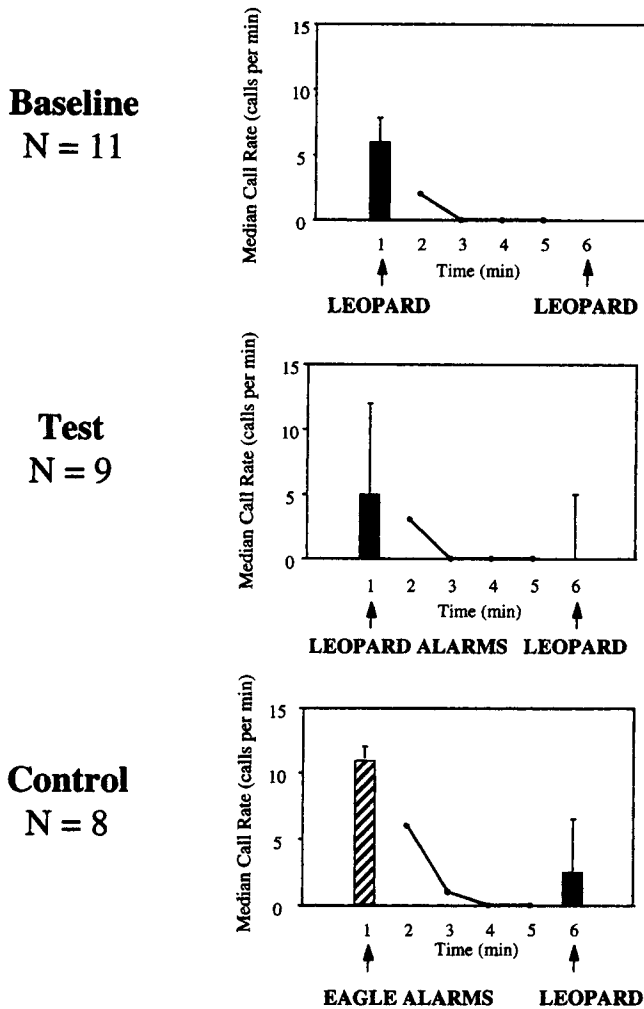 Baseline
N = 11
Median Call Rate (calls per min)
15
10
5
0
1 2 3 4 5 6
Time (min)
LEOPARD LEOPARD
Test
N = 9
Median Call Rate (calls per min)
15
10
5
0
1 2 3 4 5 6
Time (min)
LEOPARD ALARMS LEOPARD
Control
N = 8
Median Call Rate (calls per min)
15
10
5
0
1 2 3 4 5 6
Time (min)
EAGLE ALARMS LEOPARD